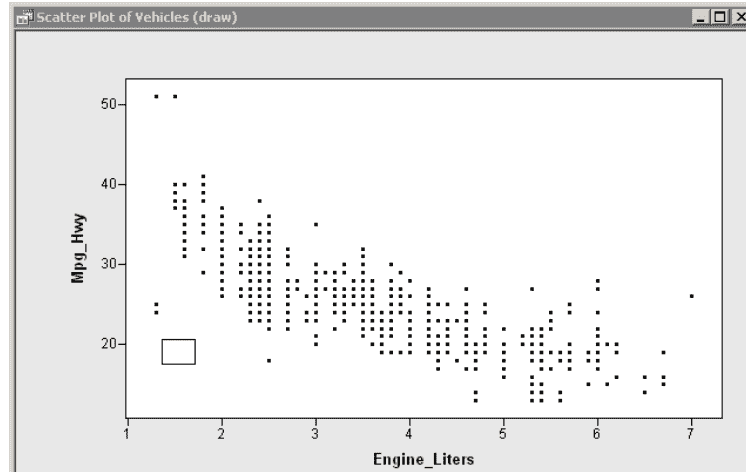 Scatter Plot of Vehicles (draw)
50
40
30
20
Mpg_Hwy
1 2 3 4 5 6 7
Engine_Liters